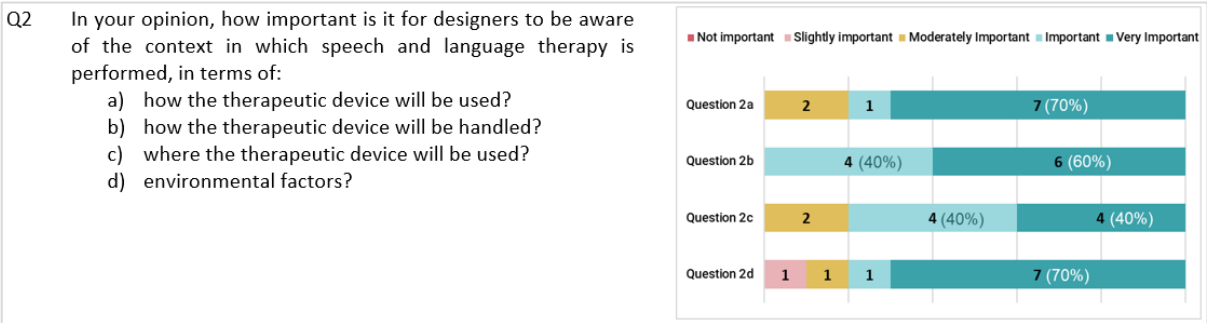 Q2 In your opinion, how important is it for designers to be aware
of the context in which speech and language therapy is
performed, in terms of:
a) how the therapeutic device will be used?
b) how the therapeutic device will be handled?
c) where the therapeutic device will be used?
d) environmental factors?
Not important Slightly important Moderately Important Important Very Important
Question 2a 2 1 7 (70%)
Question 2b 4 (40%) 6 (60%)
Question 2c 2 4 (40%) 4 (40%)
Question 2d 1 1 1 7 (70%)